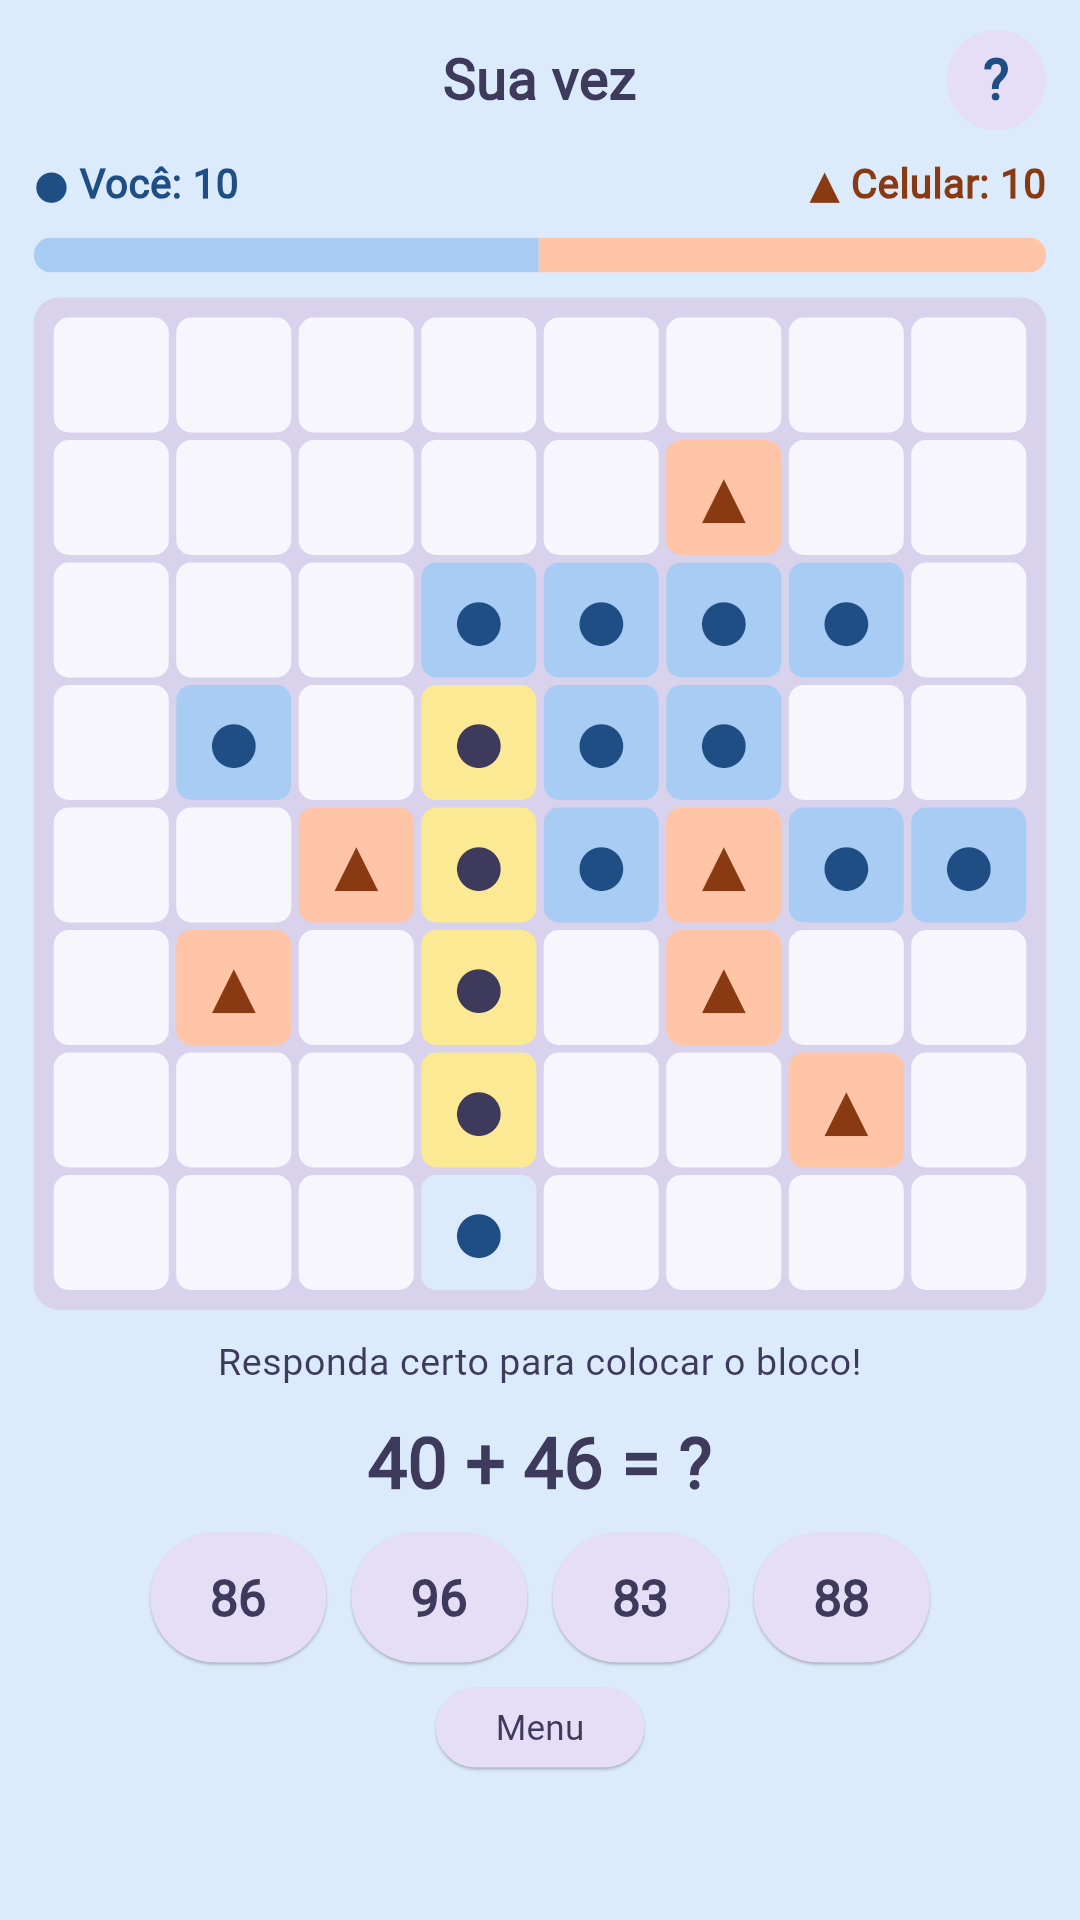 Sua vez
?
Você: 10
Celular: 10
Responda certo para colocar o bloco!
40 + 46 = ?
86 96 83 88
Menu